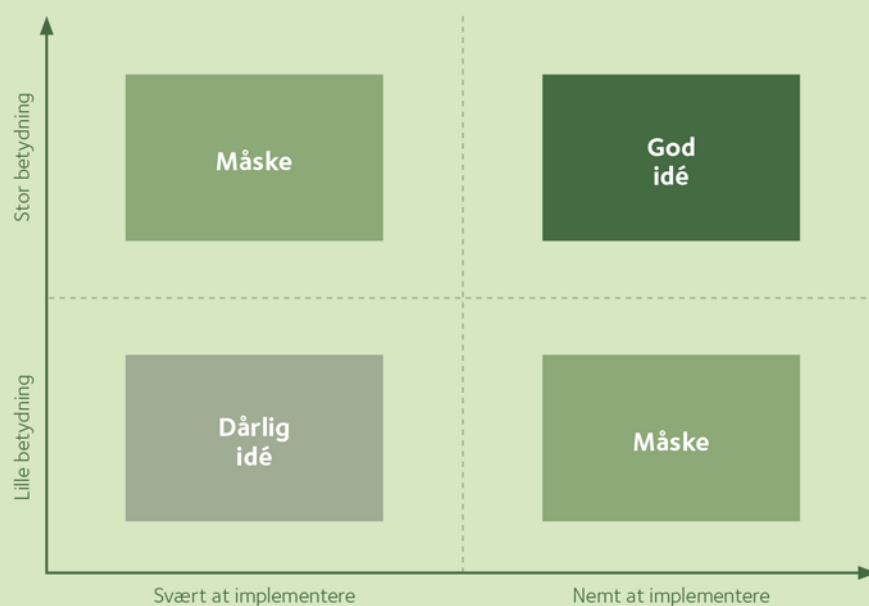 Stor betydning
Måske
God
idé
Lille betydning
Dårlig
idé
Måske
Svært at implementere
Nemt at implementere